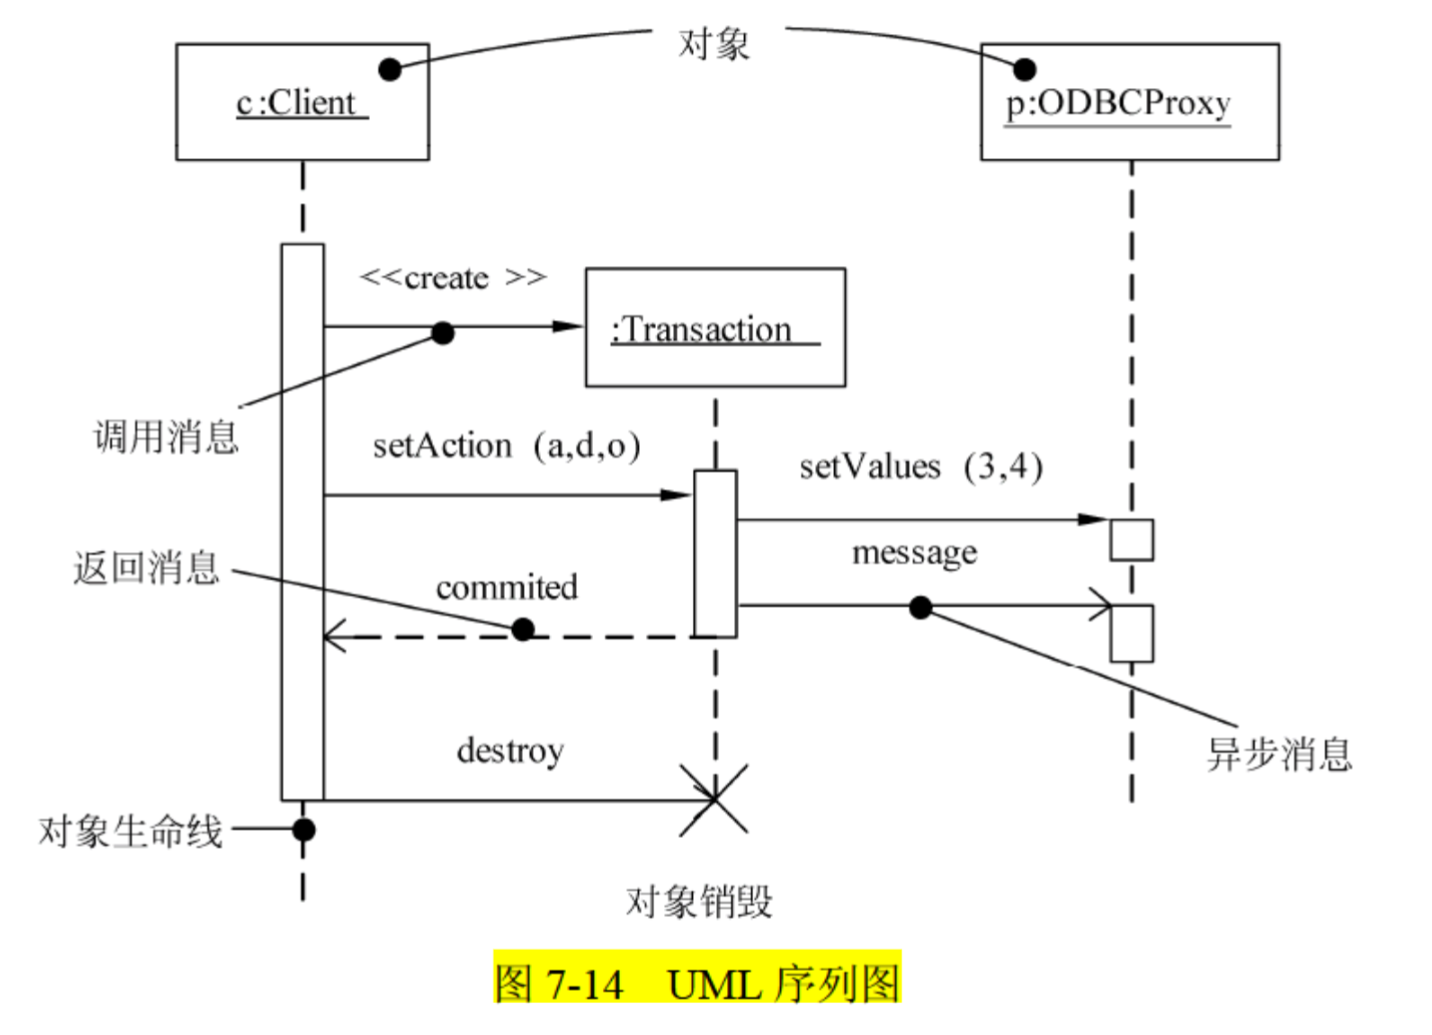 对象
c:Client
p:ODBCProxy
<<create >>
:Transaction
调用消息
setAction (a,d,o)
setValues (3,4)
返回消息
commited
message
destroy
异步消息
对象生命线
对象销毁
图 7-14 UML 序列图